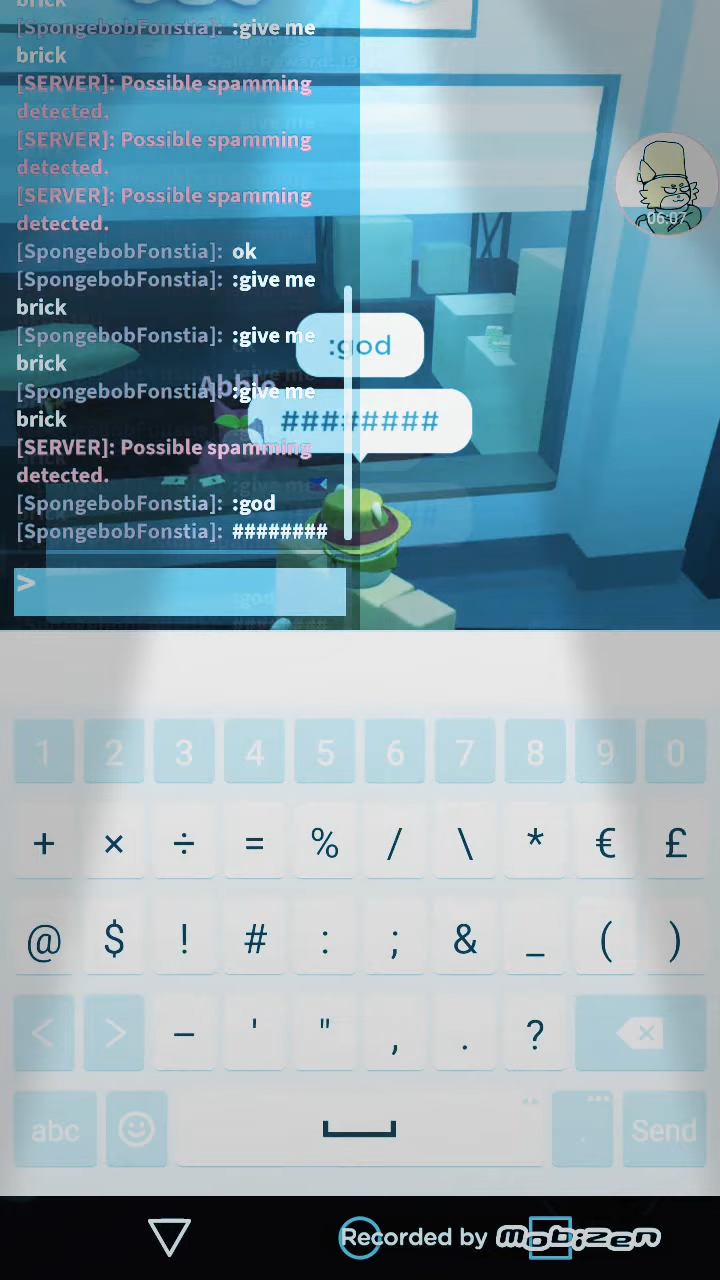 brick
[SpongebobFonstia]: :give me
brick
[SERVER]: Possible spamming
detected.
[SERVER]: Possible spamming
detected.
[SERVER]: Possible spamming
detected.
[SpongebobFonstia]: ok
[SpongebobFonstia]: :give me
brick
[SpongebobFonstia]: :give me
brick
[SpongebobFonstia]: :give me
brick
[SERVER]: Possible spamming
detected.
[SpongebobFonstia]: :god
[SpongebobFonstia]: ########
>
06:07
:god
########
Abble
1 2 3 4 5 6 7 8 9 0
+ × ÷ = % / \ * € £
@ $ ! # : ; & _ ( )
< > – ' " , . ?
abc . Send
Recorded by mobizen